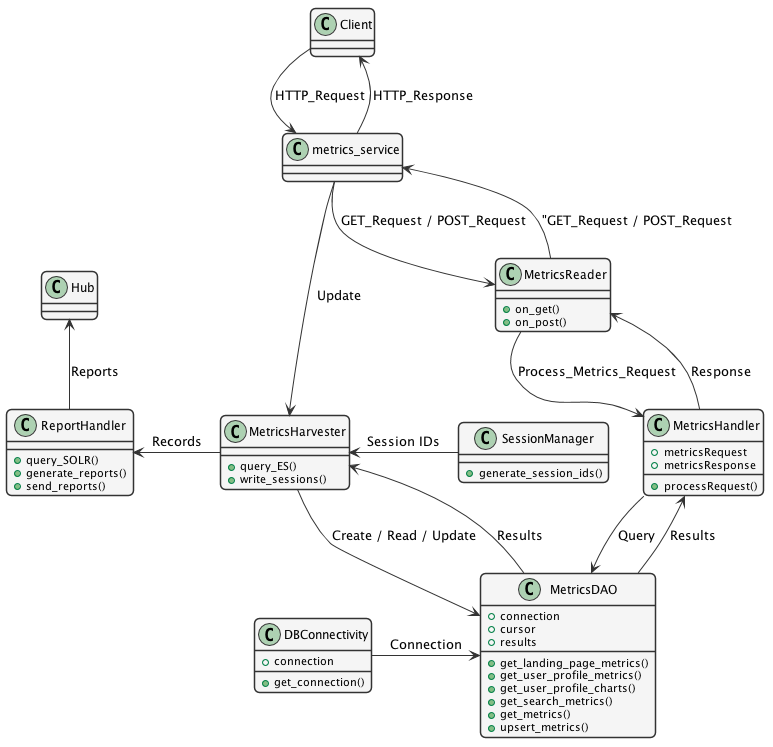 C Client
HTTP_Request
HTTP_Response
C metrics_service
GET_Request / POST_Request
"GET_Request / POST_Request
C MetricsReader
on_get()
on_post()
C Hub
Update
Reports
Process_Metrics_Request
Response
C ReportHandler
query_SOLR()
generate_reports()
send_reports()
Records
C MetricsHarvester
query_ES()
write_sessions()
Session IDs
C SessionManager
generate_session_ids()
C MetricsHandler
metricsRequest
metricsResponse
processRequest()
Create / Read / Update
Results
Query
Results
C DBConnectivity
connection
get_connection()
Connection
C MetricsDAO
connection
cursor
results
get_landing_page_metrics()
get_user_profile_metrics()
get_user_profile_charts()
get_search_metrics()
get_metrics()
upsert_metrics()